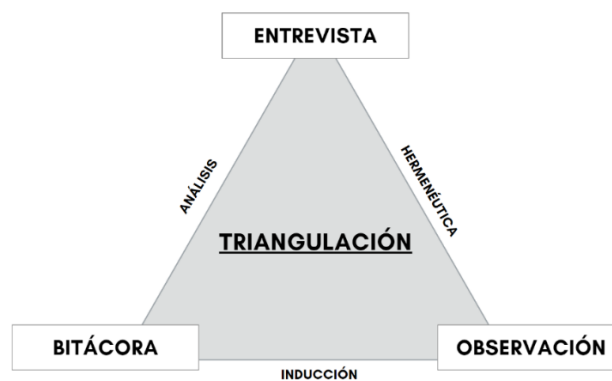 ENTREVISTA
ANÁLISIS
HERMENÉUTICA
TRIANGULACIÓN
BITÁCORA
OBSERVACIÓN
INDUCCIÓN